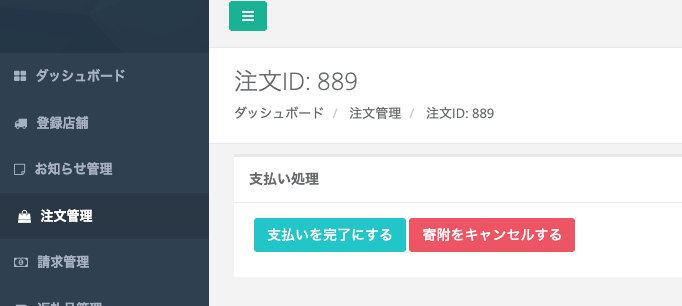 ダッシュボード
登録店舗
お知らせ管理
注文管理
請求管理
注文ID: 889
ダッシュボード / 注文管理 / 注文ID: 889
支払い処理
支払いを完了にする 寄附をキャンセルする